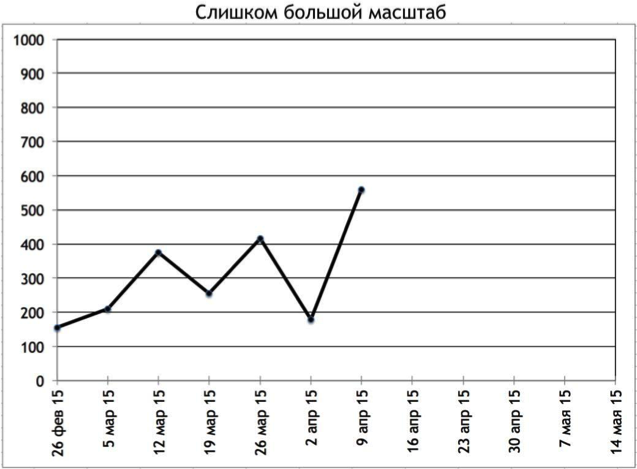 Слишком большой масштаб
1000
900
800
700
600
500
400
300
200
100
0
26 фев 15
5 мар 15
12 мар 15
19 мар 15
26 мар 15
2 апр 15
9 апр 15
16 апр 15
23 апр 15
30 апр 15
7 мая 15
14 мая 15